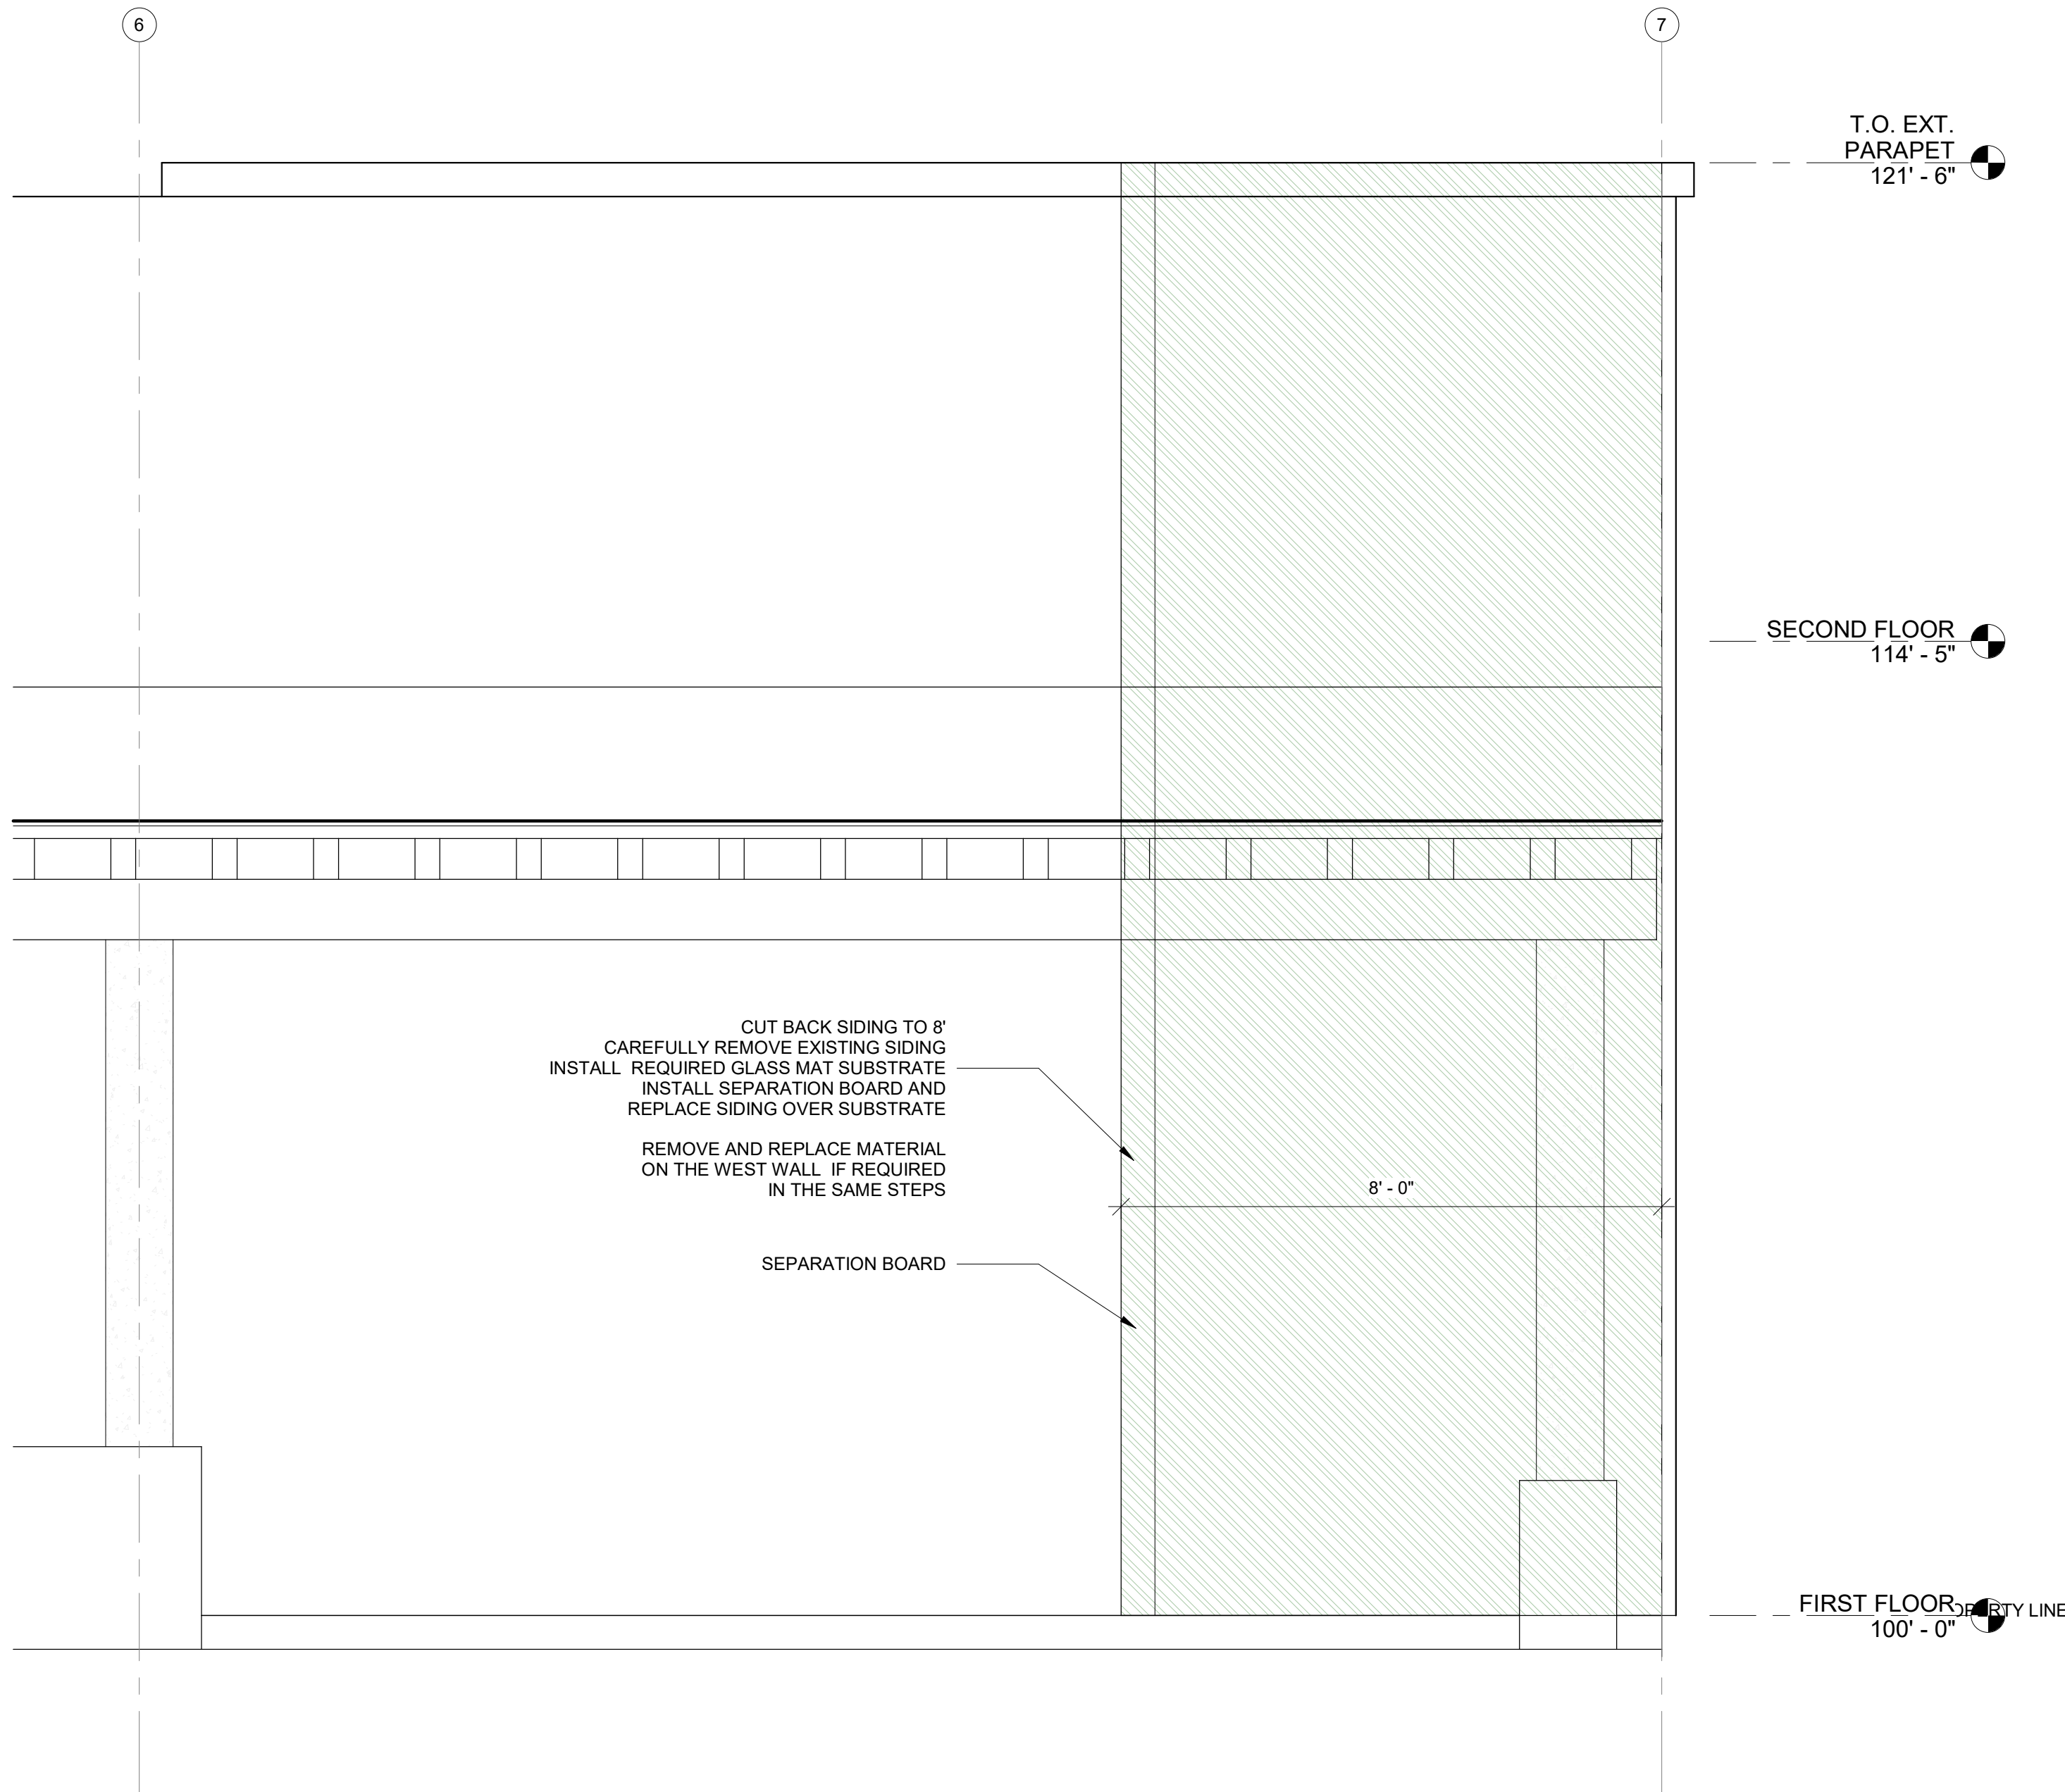 6
7
T.O. EXT.
PARAPET
121' - 6"
SECOND FLOOR
114' - 5"
CUT BACK SIDING TO 8'
CAREFULLY REMOVE EXISTING SIDING
INSTALL REQUIRED GLASS MAT SUBSTRATE
INSTALL SEPARATION BOARD AND
REPLACE SIDING OVER SUBSTRATE
REMOVE AND REPLACE MATERIAL
ON THE WEST WALL IF REQUIRED
IN THE SAME STEPS
8' - 0"
SEPARATION BOARD
FIRST FLOOR
100' - 0"
LINE